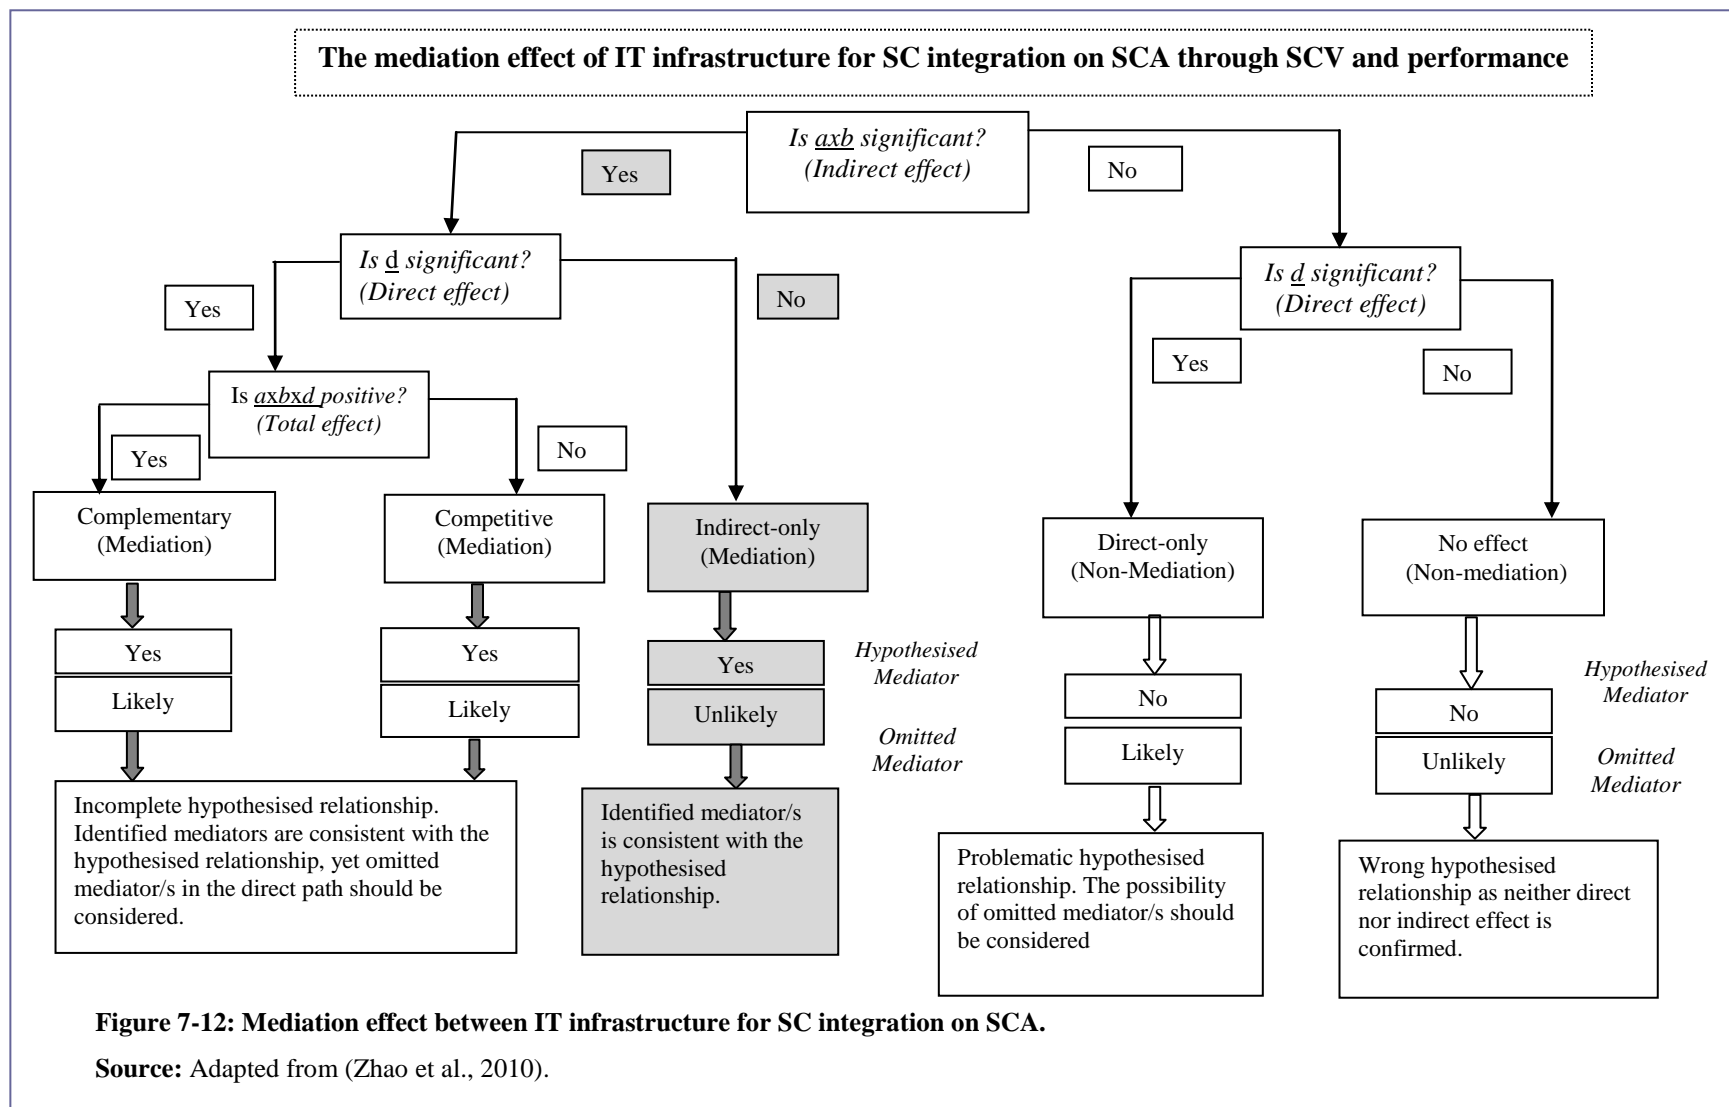 The mediation effect of IT infrastructure for SC integration on SCA through SCV and performance
Is axb significant?
(Indirect effect)
Yes
No
Is d significant?
(Direct effect)
Is d significant?
(Direct effect)
Yes
No
Yes
No
Is axbxd positive?
(Total effect)
Yes
No
Complementary
(Mediation)
Competitive
(Mediation)
Indirect-only
(Mediation)
Direct-only
(Non-Mediation)
No effect
(Non-mediation)
Yes
Likely
Yes
Likely
Yes
Unlikely
Hypothesised
Mediator
Omitted
Mediator
No
Likely
No
Unlikely
Hypothesised
Mediator
Omitted
Mediator
Incomplete hypothesised relationship.
Identified mediators are consistent with the
hypothesised relationship, yet omitted
mediator/s in the direct path should be
considered.
Identified mediator/s
is consistent with the
hypothesised
relationship.
Problematic hypothesised
relationship. The possibility
of omitted mediator/s should
be considered
Wrong hypothesised
relationship as neither direct
nor indirect effect is
confirmed.
Figure 7-12: Mediation effect between IT infrastructure for SC integration on SCA.
Source: Adapted from (Zhao et al., 2010).